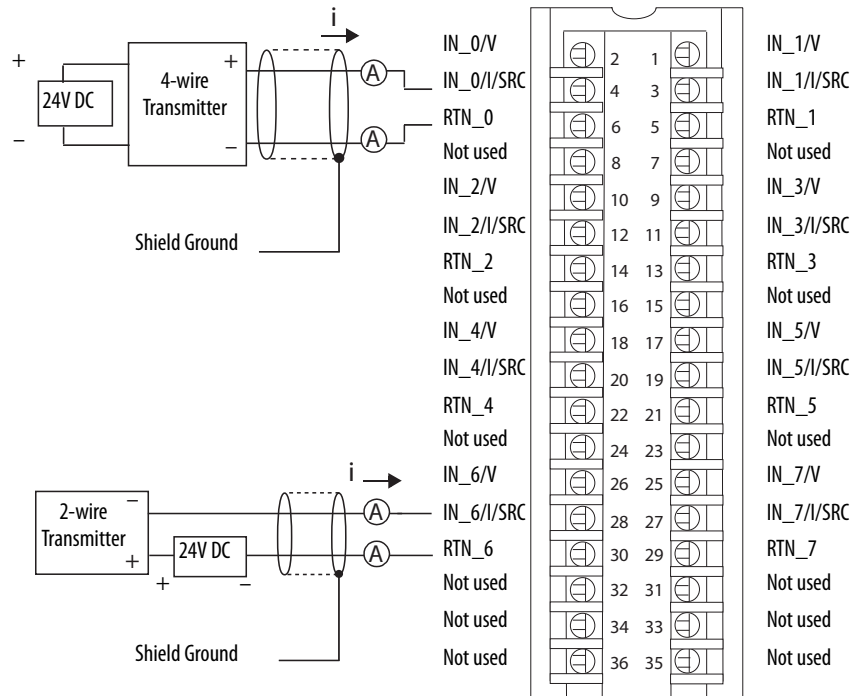 i
+
24V DC
−
4-wire
Transmitter
+
−
A
A
Shield Ground
i
2-wire
Transmitter
−
+
24V DC
+
−
A
A
Shield Ground
IN_0/V 2 1 IN_1/V
IN_0/I/SRC 4 3 IN_1/I/SRC
RTN_0 6 5 RTN_1
Not used 8 7 Not used
IN_2/V 10 9 IN_3/V
IN_2/I/SRC 12 11 IN_3/I/SRC
RTN_2 14 13 RTN_3
Not used 16 15 Not used
IN_4/V 18 17 IN_5/V
IN_4/I/SRC 20 19 IN_5/I/SRC
RTN_4 22 21 RTN_5
Not used 24 23 Not used
IN_6/V 26 25 IN_7/V
IN_6/I/SRC 28 27 IN_7/I/SRC
RTN_6 30 29 RTN_7
Not used 32 31 Not used
Not used 34 33 Not used
Not used 36 35 Not used